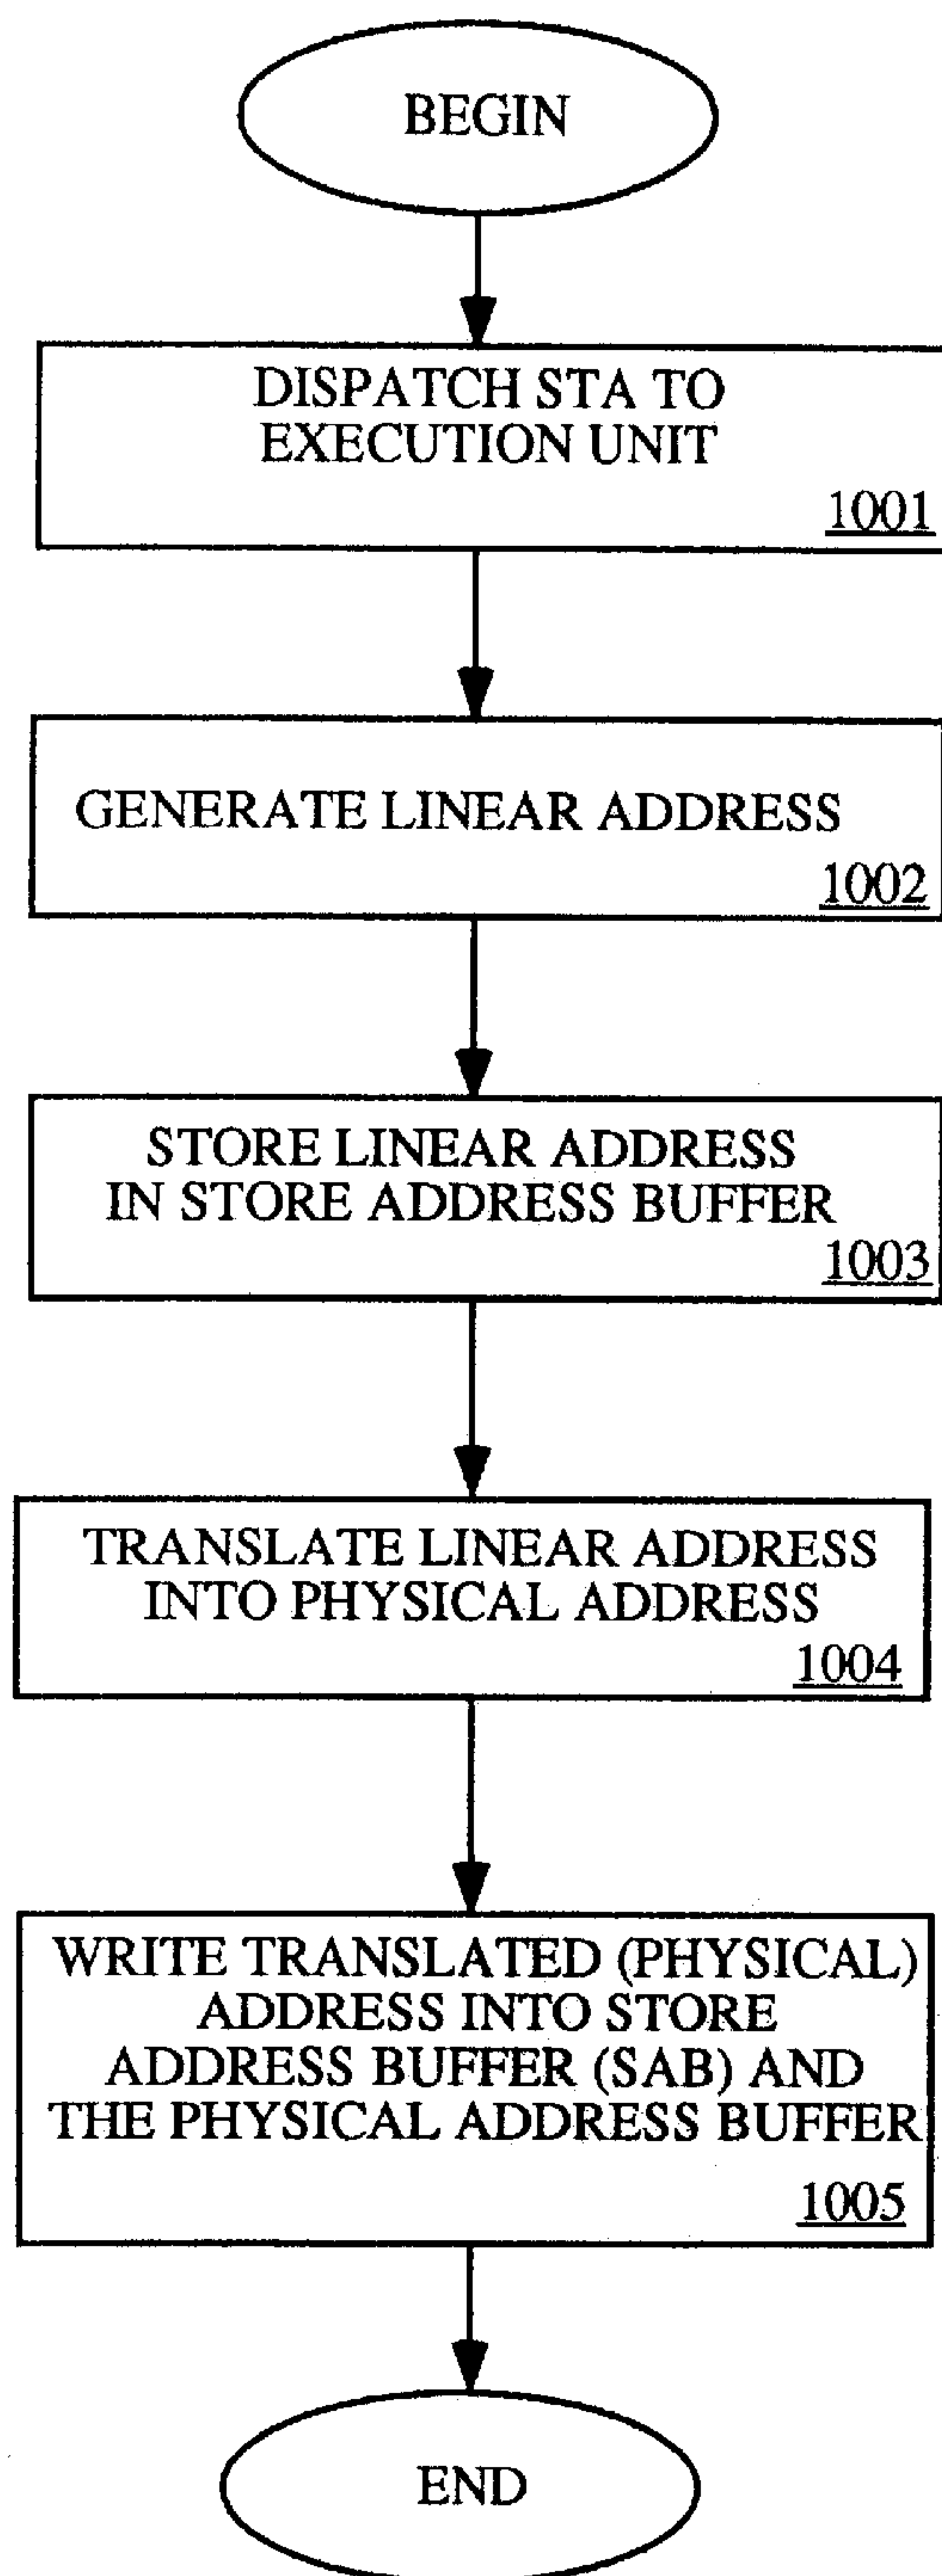 BEGIN
DISPATCH STA TO
EXECUTION UNIT
1001
GENERATE LINEAR ADDRESS
1002
STORE LINEAR ADDRESS
IN STORE ADDRESS BUFFER
1003
TRANSLATE LINEAR ADDRESS
INTO PHYSICAL ADDRESS
1004
WRITE TRANSLATED (PHYSICAL)
ADDRESS INTO STORE
ADDRESS BUFFER (SAB) AND
THE PHYSICAL ADDRESS BUFFER
1005
END